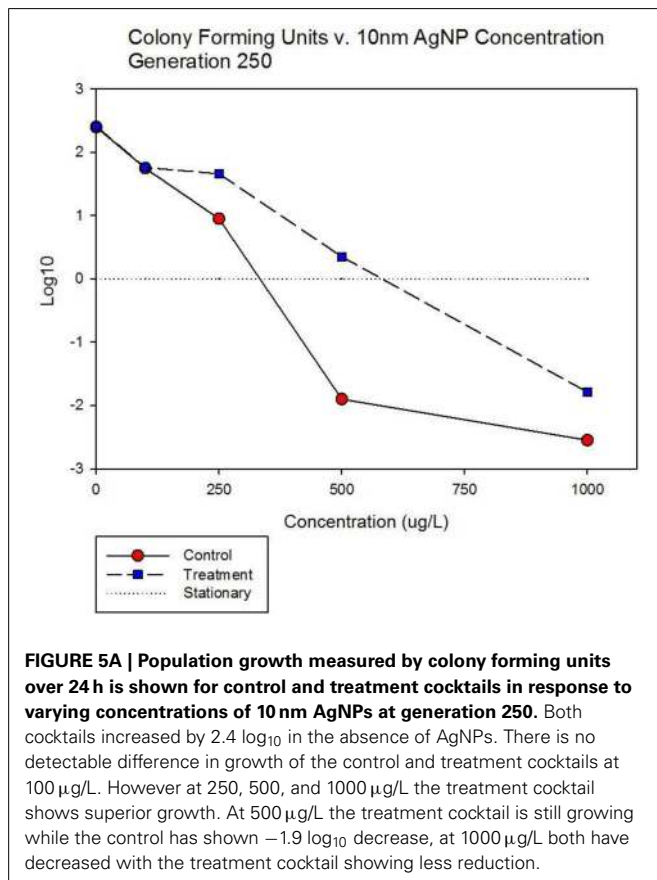 Colony Forming Units v. 10nm AgNP Concentration
Generation 250
3
2
1
0
-1
-2
-3
Log10
0
250
500
750
1000
Concentration (ug/L)
Control
Treatment
Stationary
FIGURE 5A | Population growth measured by colony forming units
over 24 h is shown for control and treatment cocktails in response to
varying concentrations of 10 nm AgNPs at generation 250. Both
cocktails increased by 2.4 log₁₀ in the absence of AgNPs. There is no
detectable difference in growth of the control and treatment cocktails at
100 μg/L. However at 250, 500, and 1000 μg/L the treatment cocktail
shows superior growth. At 500 μg/L the treatment cocktail is still growing
while the control has shown −1.9 log₁₀ decrease, at 1000 μg/L both have
decreased with the treatment cocktail showing less reduction.